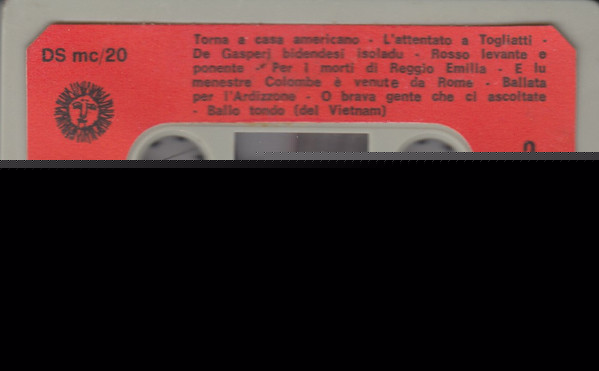 DS mc/20
Torna a casa americano - L'attentato a Togliatti -
De Gasperi bidendesi isoladu - Rosso levante e
ponente - Per i morti di Reggio Emilia - E lu
menestre Colombe è venute da Rome - Ballata
per l'Ardizzone - O brava gente che ci ascoltate
- Ballo tondo (del Vietnam)